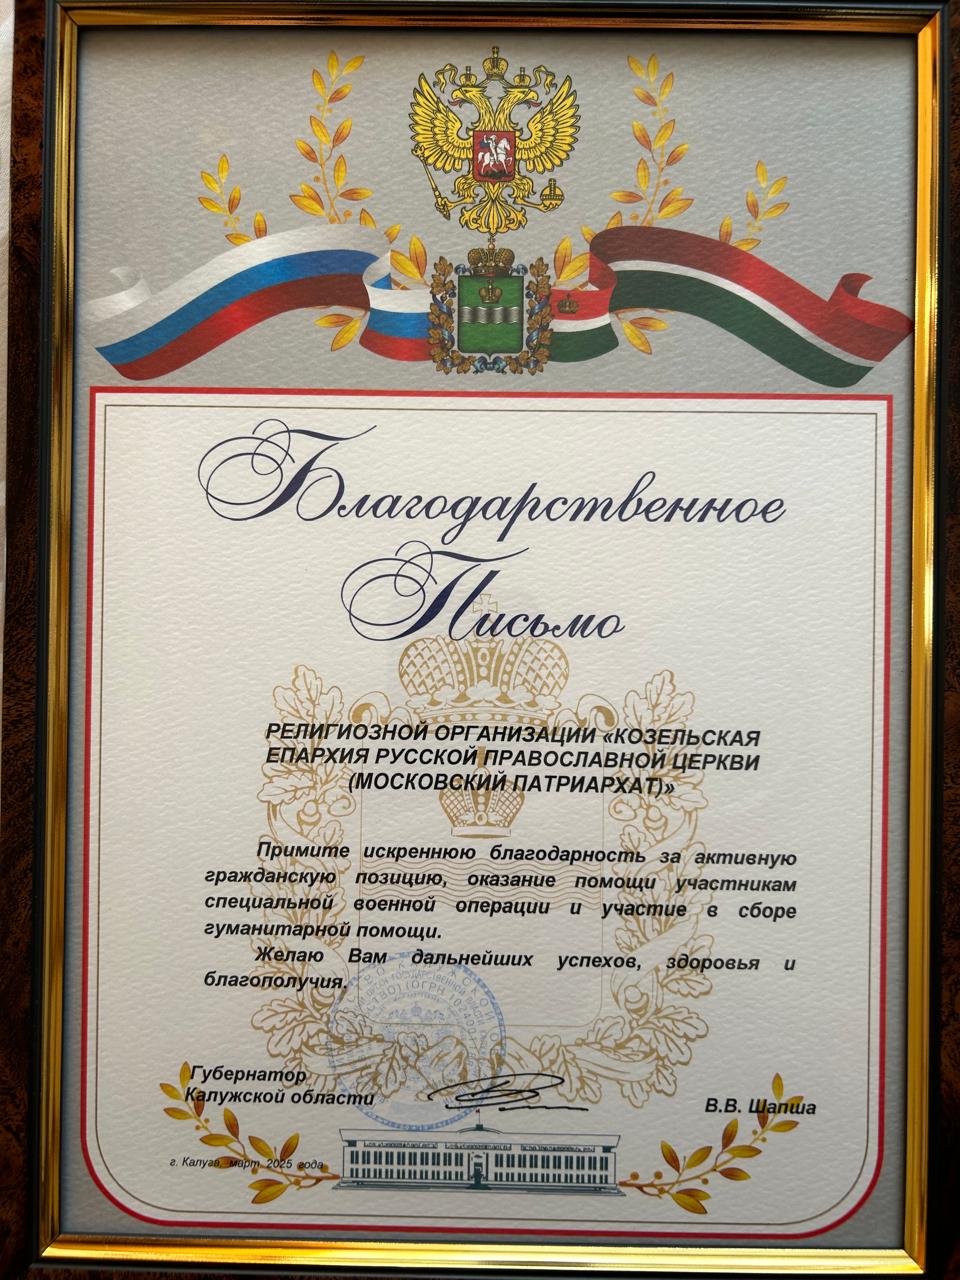 Благодарственное
Письмо
РЕЛИГИОЗНОЙ ОРГАНИЗАЦИИ «КОЗЕЛЬСКАЯ
ЕПАРХИЯ РУССКОЙ ПРАВОСЛАВНОЙ ЦЕРКВИ
(МОСКОВСКИЙ ПАТРИАРХАТ)»
Примите искреннюю благодарность за активную
гражданскую позицию, оказание помощи участникам
специальной военной операции и участие в сборе
гуманитарной помощи.
Желаю Вам дальнейших успехов, здоровья и
благополучия.
Губернатор
Калужской области
В.В. Шапша
г. Калуга, март 2025 года